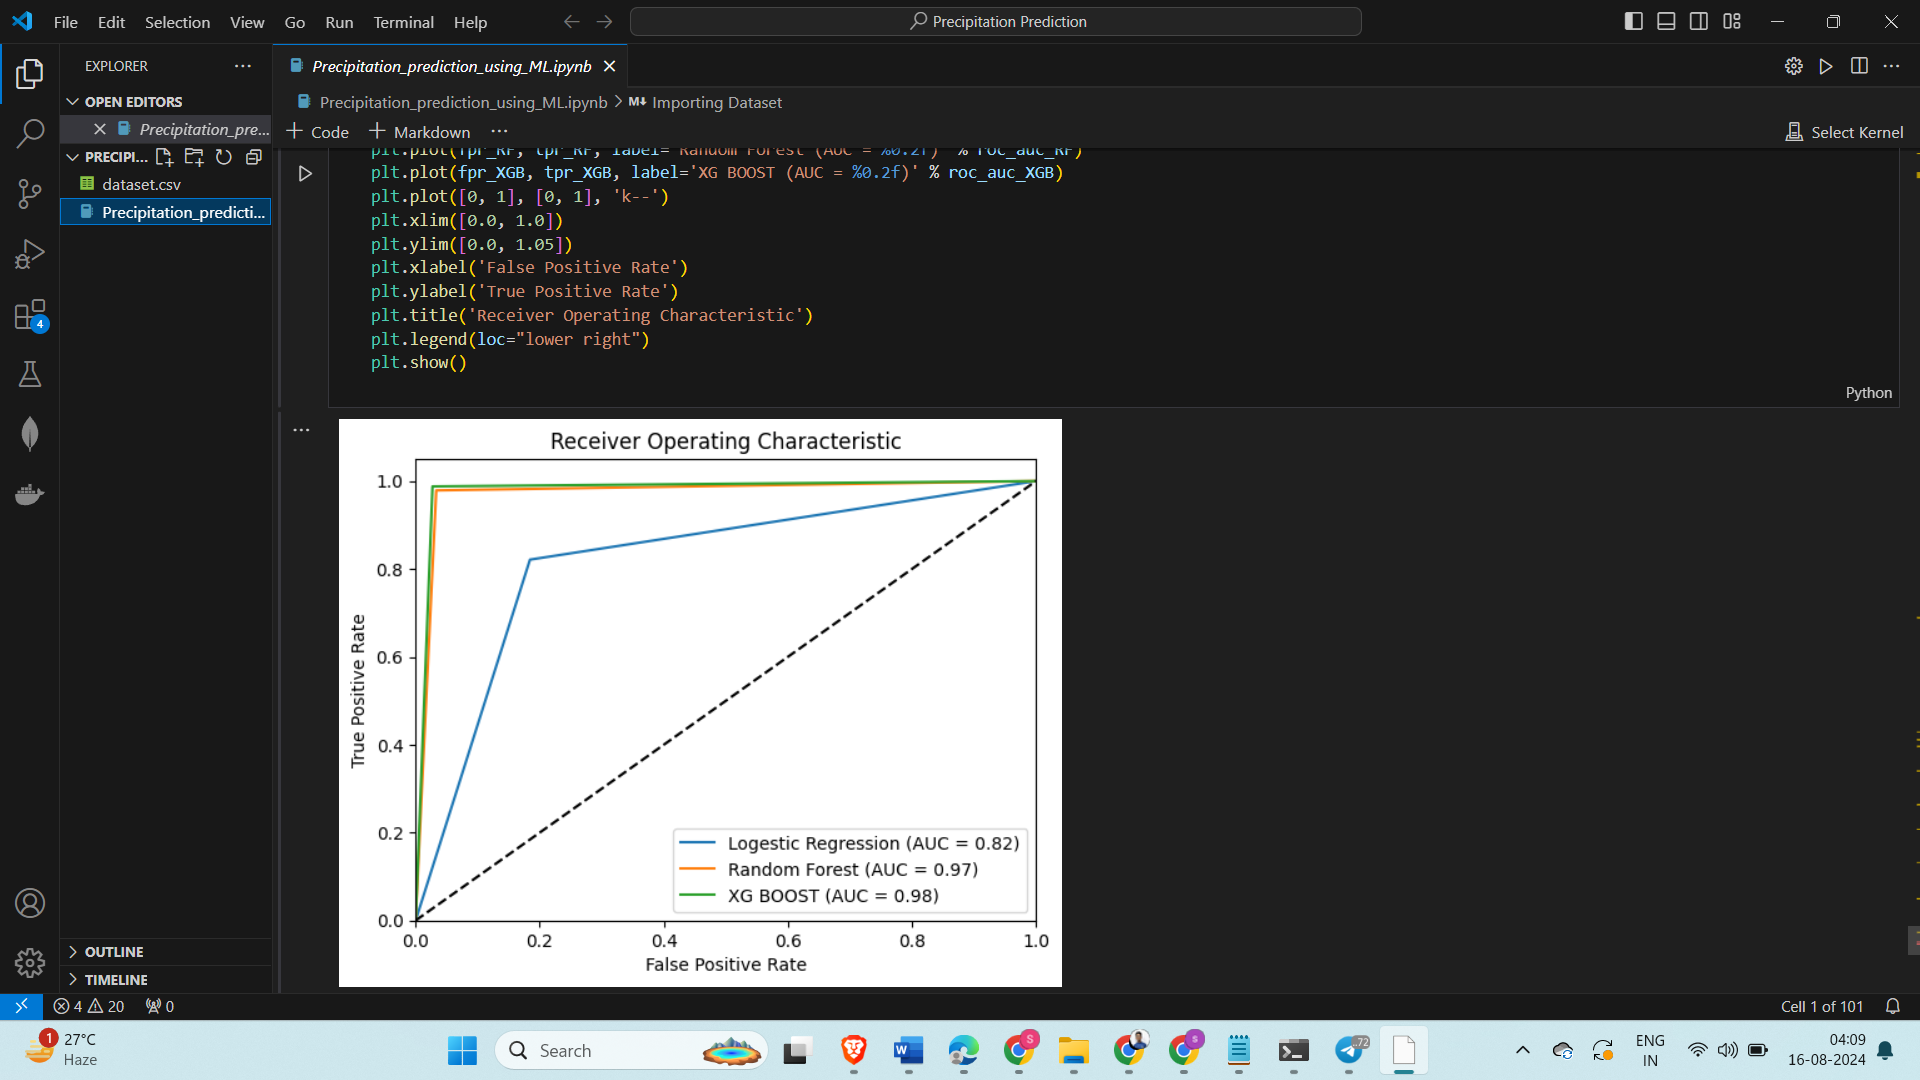 File Edit Selection View Go Run Terminal Help
Precipitation Prediction
EXPLORER
OPEN EDITORS
Precipitation_pre...
PRECIPI...
dataset.csv
Precipitation_predicti...
4
OUTLINE
TIMELINE
Precipitation_prediction_using_ML.ipynb
Precipitation_prediction_using_ML.ipynb > M↓ Importing Dataset
+ Code + Markdown ...
Select Kernel
plt.plot(fpr_RF, tpr_RF, label='Random Forest (AUC = %0.2f)' % roc_auc_RF)
plt.plot(fpr_XGB, tpr_XGB, label='XG BOOST (AUC = %0.2f)' % roc_auc_XGB)
plt.plot([0, 1], [0, 1], 'k--')
plt.xlim([0.0, 1.0])
plt.ylim([0.0, 1.05])
plt.xlabel('False Positive Rate')
plt.ylabel('True Positive Rate')
plt.title('Receiver Operating Characteristic')
plt.legend(loc="lower right")
plt.show()
Python
Receiver Operating Characteristic
True Positive Rate
1.0
0.8
0.6
0.4
0.2
0.0
Logestic Regression (AUC = 0.82)
Random Forest (AUC = 0.97)
XG BOOST (AUC = 0.98)
0.0 0.2 0.4 0.6 0.8 1.0
False Positive Rate
4 20 0
Cell 1 of 101
1
27°C
Haze
Search
W
S
s
72
ENG
IN
04:09
16-08-2024